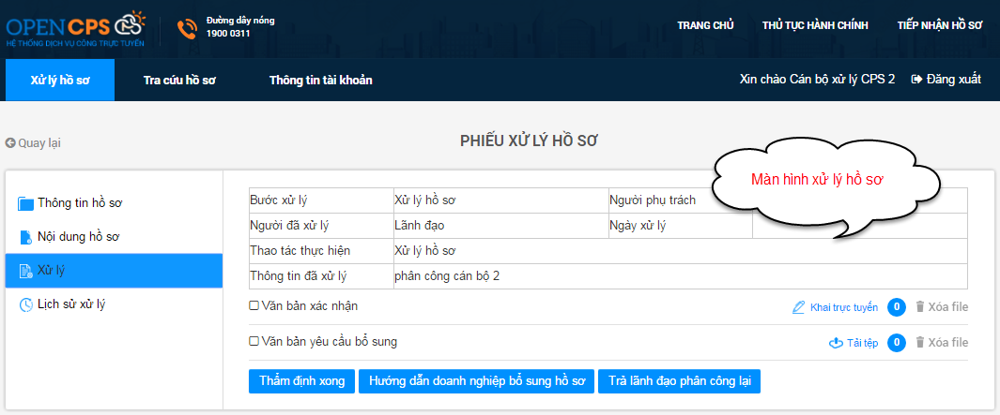 OPENCPS
HỆ THỐNG DỊCH VỤ CÔNG TRỰC TUYẾN
Đường dây nóng
1900 0311
TRANG CHỦ THỦ TỤC HÀNH CHÍNH TIẾP NHẬN HỒ SƠ
Xử lý hồ sơ Tra cứu hồ sơ Thông tin tài khoản Xin chào Cán bộ xử lý CPS 2 Đăng xuất
Quay lại PHIẾU XỬ LÝ HỒ SƠ
Màn hình xử lý hồ sơ
Thông tin hồ sơ
Nội dung hồ sơ
Xử lý
Lịch sử xử lý
Bước xử lý Xử lý hồ sơ Người phụ trách
Người đã xử lý Lãnh đạo Ngày xử lý
Thao tác thực hiện Xử lý hồ sơ
Thông tin đã xử lý phân công cán bộ 2
Văn bản xác nhận Khai trực tuyến 0 Xóa file
Văn bản yêu cầu bổ sung Tải tệp 0 Xóa file
Thẩm định xong Hướng dẫn doanh nghiệp bổ sung hồ sơ Trả lãnh đạo phân công lại